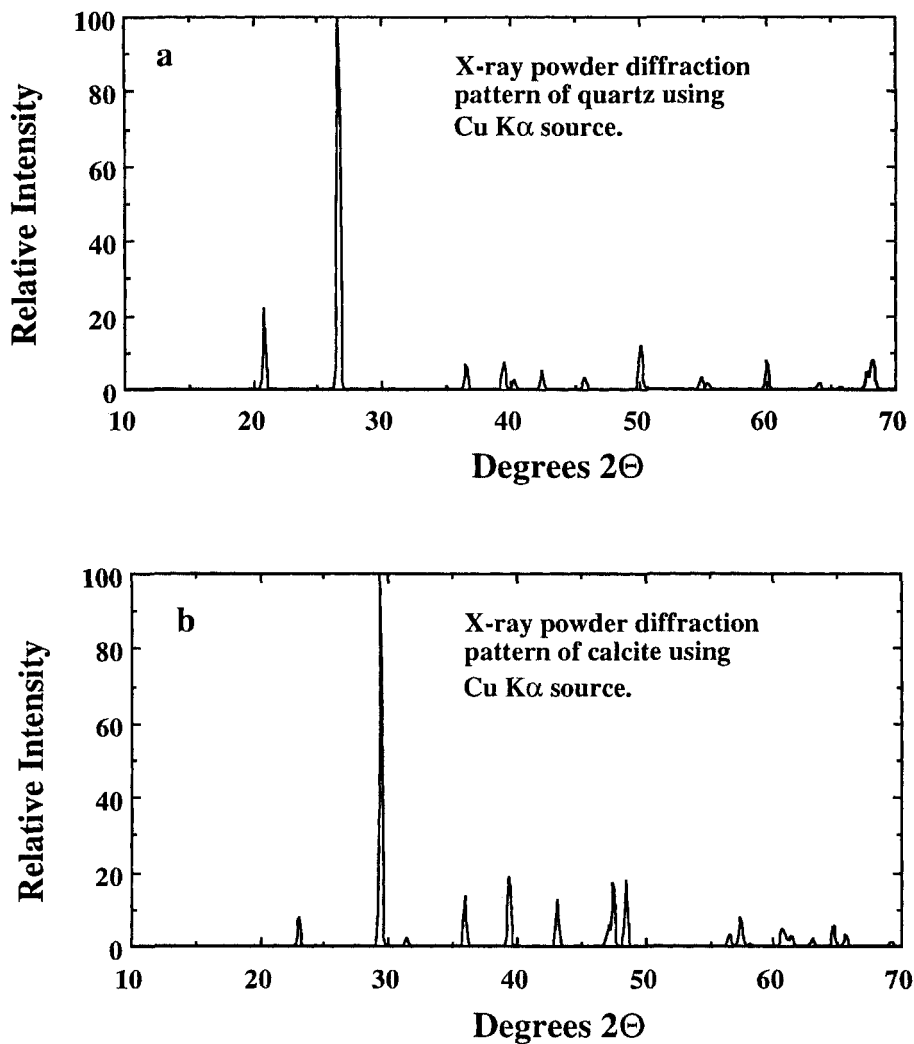 a
X-ray powder diffraction
pattern of quartz using
Cu Kα source.
Relative Intensity
100
80
60
40
20
0
10 20 30 40 50 60 70
Degrees 2Θ
b
X-ray powder diffraction
pattern of calcite using
Cu Kα source.
Relative Intensity
100
80
60
40
20
0
10 20 30 40 50 60 70
Degrees 2Θ